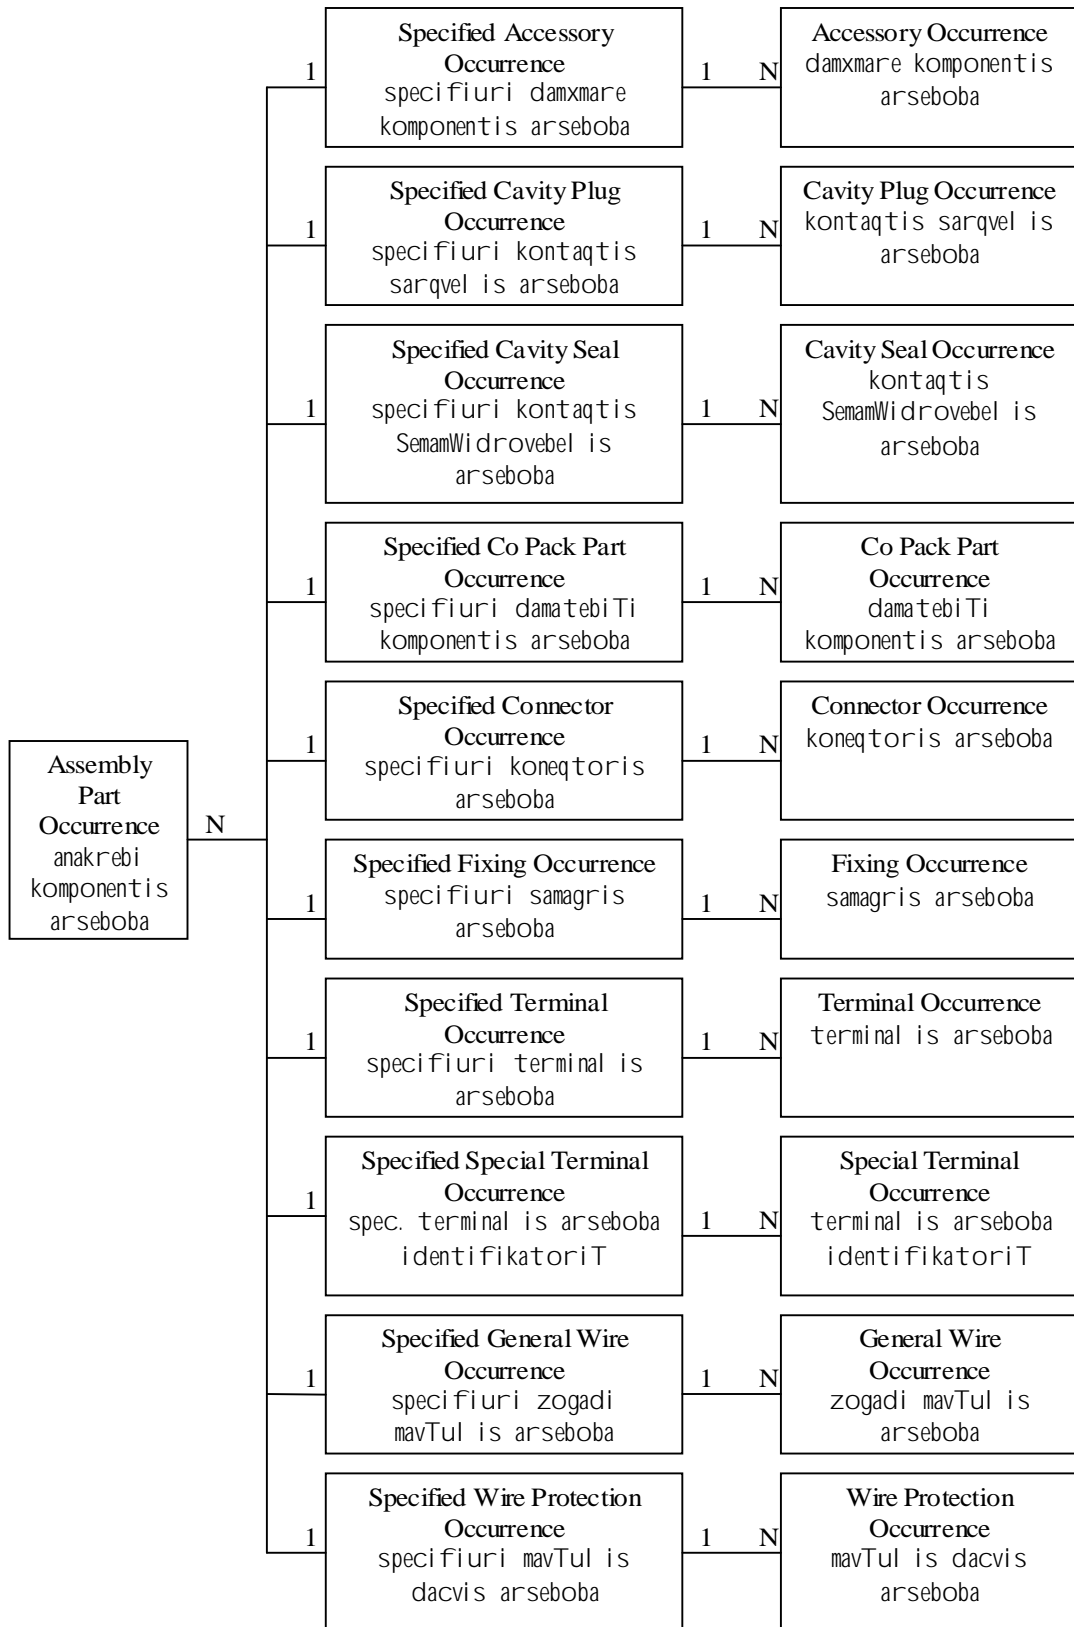 Specified Accessory
Occurrence
specifiuri damxmare
komponentis arseboba
Accessory Occurrence
damxmare komponentis
arseboba
1
1
N
Specified Cavity Plug
Occurrence
specifiuri kontaqtis
sarqvel is arseboba
Cavity Plug Occurrence
kontaqtis sarqvel is
arseboba
1
1
N
Specified Cavity Seal
Occurrence
specifiuri kontaqtis
SemamWidrovebel is
arseboba
Cavity Seal Occurrence
kontaqtis
SemamWidrovebel is
arseboba
1
1
N
Specified Co Pack Part
Occurrence
specifiuri damatebiTi
komponentis arseboba
Co Pack Part
Occurrence
damatebiTi
komponentis arseboba
1
1
N
Specified Connector
Occurrence
specifiuri koneqtoris
arseboba
Connector Occurrence
koneqtoris arseboba
1
1
N
Assembly
Part
Occurrence
anakrebi
komponentis
arseboba
N
Specified Fixing Occurrence
specifiuri samagris
arseboba
Fixing Occurrence
samagris arseboba
1
1
N
Specified Terminal
Occurrence
specifiuri terminal is
arseboba
Terminal Occurrence
terminal is arseboba
1
1
N
Specified Special Terminal
Occurrence
spec. terminal is arseboba
identifikatoriT
Special Terminal
Occurrence
terminal is arseboba
identifikatoriT
1
1
N
Specified General Wire
Occurrence
specifiuri zogadi
mavTul is arseboba
General Wire
Occurrence
zogadi mavTul is
arseboba
1
1
N
Specified Wire Protection
Occurrence
specifiuri mavTul is
dacvis arseboba
Wire Protection
Occurrence
mavTul is dacvis
arseboba
1
1
N